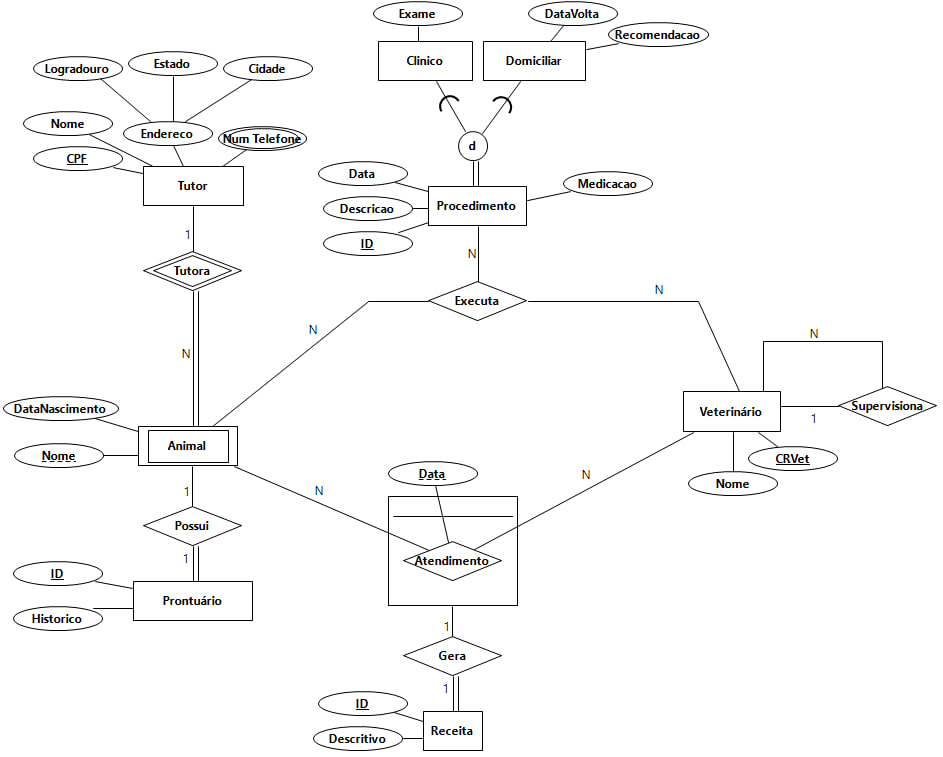 Exame
DataVolta
Recomendacao
Clinico
Domiciliar
Logradouro
Estado
Cidade
Nome
Endereco
Num Telefone
CPF
Tutor
d
Data
Medicacao
Descricao
Procedimento
ID
1
Tutora
N
Executa
N
N
N
N
Supervisiona
1
N
DataNascimento
Nome
Animal
Veterinário
CRVet
Nome
1
N
Data
N
Possui
Atendimento
1
ID
Prontuário
Historico
1
Gera
1
ID
Receita
Descritivo